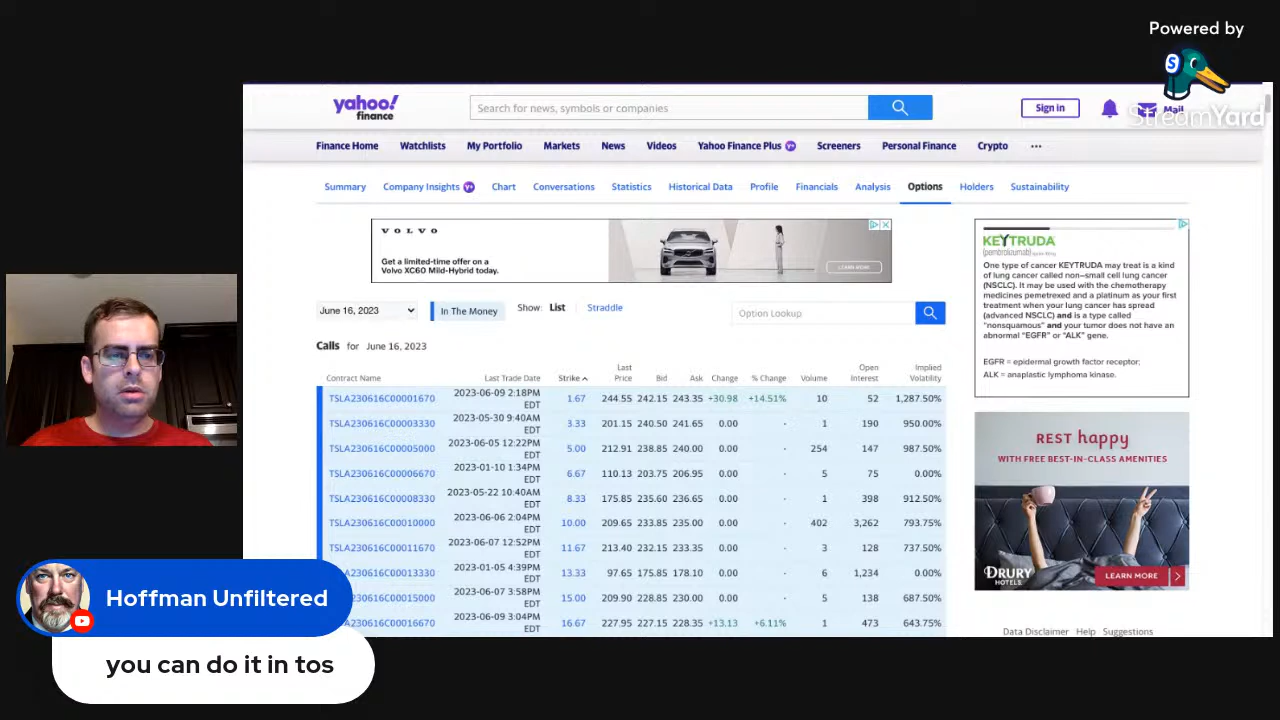 Powered by
S
StreamYard
yahoo!
finance
Search for news, symbols or companies
Sign in
Mail
Finance Home Watchlists My Portfolio Markets News Videos Yahoo Finance Plus Y+ Screeners Personal Finance Crypto ...
Summary Company Insights Y+ Chart Conversations Statistics Historical Data Profile Financials Analysis Options Holders Sustainability
VOLVO
Get a limited-time offer on a
Volvo XC60 Mild-Hybrid today.
LEARN MORE
KEYTRUDA
(pembrolizumab)
One type of cancer KEYTRUDA may treat is a kind
of lung cancer called non-small cell lung cancer
(NSCLC). It may be used with the chemotherapy
medicines pemetrexed and a platinum as your first
treatment when your lung cancer has spread
(advanced NSCLC) and is a type called
"nonsquamous" and your tumor does not have an
abnormal "EGFR" or "ALK" gene.
EGFR = epidermal growth factor receptor;
ALK = anaplastic lymphoma kinase.
June 16, 2023 In The Money Show: List Straddle Option Lookup
Calls for June 16, 2023
Contract Name Last Trade Date Strike Last Price Bid Ask Change % Change Volume Open Interest Implied Volatility
TSLA230616C00001670 2023-06-09 2:18PM EDT 1.67 244.55 242.15 243.35 +30.98 +14.51% 10 52 1,287.50%
TSLA230616C00003330 2023-05-30 9:40AM EDT 3.33 201.15 240.50 241.65 0.00 - 1 190 950.00%
TSLA230616C00005000 2023-06-05 12:22PM EDT 5.00 212.91 238.85 240.00 0.00 - 254 147 987.50%
TSLA230616C00006670 2023-01-10 1:34PM EDT 6.67 110.13 203.75 206.95 0.00 - 5 75 0.00%
TSLA230616C00008330 2023-05-22 10:40AM EDT 8.33 175.85 235.60 236.65 0.00 - 1 398 912.50%
TSLA230616C00010000 2023-06-06 2:04PM EDT 10.00 209.65 233.85 235.00 0.00 - 402 3,262 793.75%
TSLA230616C00011670 2023-06-07 12:52PM EDT 11.67 213.40 232.15 233.35 0.00 - 3 128 737.50%
C00013330 2023-01-05 4:39PM EDT 13.33 97.65 175.85 178.10 0.00 - 6 1,234 0.00%
C00015000 2023-06-07 3:58PM EDT 15.00 209.90 228.85 230.00 0.00 - 5 138 687.50%
C00016670 2023-06-09 3:04PM EDT 16.67 227.95 227.15 228.35 +13.13 +6.11% 1 473 643.75%
REST happy
WITH FREE BEST-IN-CLASS AMENITIES
DRURY
HOTELS
LEARN MORE
Data Disclaimer Help Suggestions
Hoffman Unfiltered
you can do it in tos